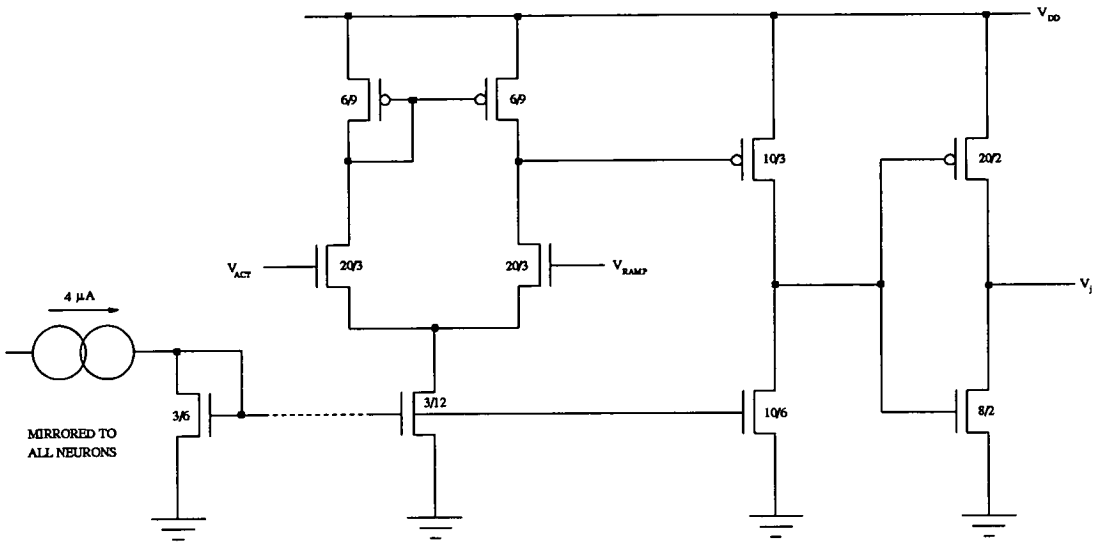 V_DD
6/9
6/9
10/3
20/2
V_ACT
20/3
20/3
V_RAMP
V_j
4 µA
3/6
3/12
10/6
8/2
MIRRORED TO
ALL NEURONS